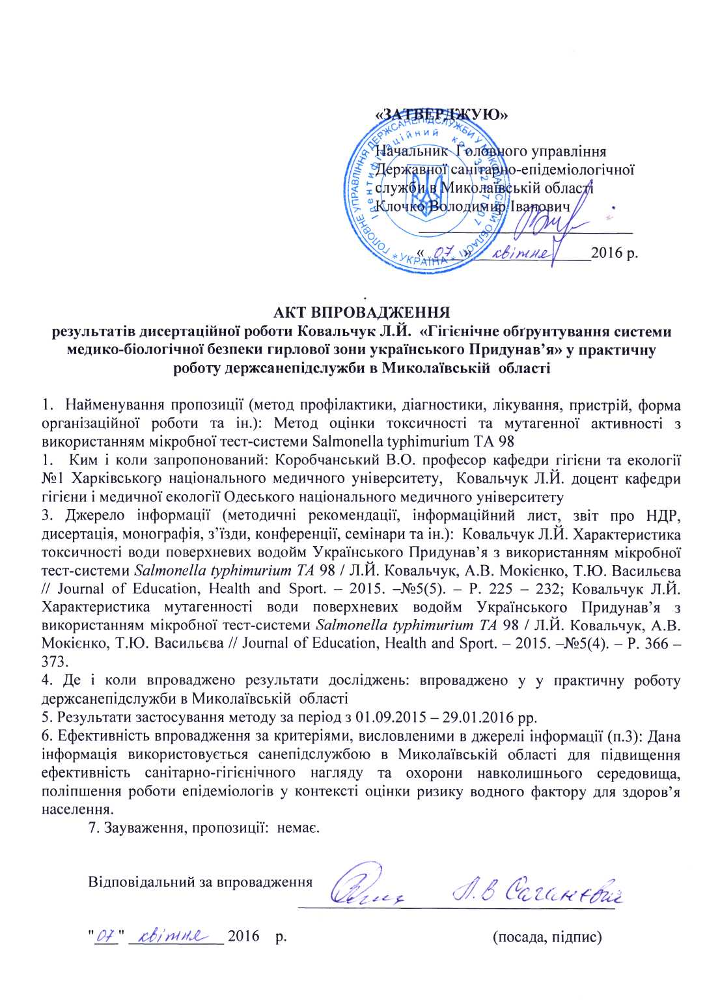 «ЗАТВЕРДЖУЮ»
Начальник Головного управління
Державної санітарно-епідеміологічної
служби в Миколаївській області
Клочко Володимир Іванович
ГОЛОВНЕ УПРАВЛІННЯ ДЕРЖСАНЕПІДСЛУЖБИ У МИКОЛАЇВСЬКІЙ ОБЛАСТІ
* УКРАЇНА *
Ідентифікаційний код
« 07 » квітня 2016 р.
АКТ ВПРОВАДЖЕННЯ
результатів дисертаційної роботи Ковальчук Л.Й. «Гігієнічне обґрунтування системи
медико-біологічної безпеки гирлової зони українського Придунав’я» у практичну
роботу держсанепідслужби в Миколаївській області
1. Найменування пропозиції (метод профілактики, діагностики, лікування, пристрій, форма
організаційної роботи та ін.): Метод оцінки токсичності та мутагенної активності з
використанням мікробної тест-системи Salmonella typhimurium ТА 98
1. Ким і коли запропонований: Коробчанський В.О. професор кафедри гігієни та екології
№1 Харківського національного медичного університету, Ковальчук Л.Й. доцент кафедри
гігієни і медичної екології Одеського національного медичного університету
3. Джерело інформації (методичні рекомендації, інформаційний лист, звіт про НДР,
дисертація, монографія, з’їзди, конференції, семінари та ін.): Ковальчук Л.Й. Характеристика
токсичності води поверхневих водойм Українського Придунав’я з використанням мікробної
тест-системи Salmonella typhimurium TA 98 / Л.Й. Ковальчук, А.В. Мокієнко, Т.Ю. Васильєва
// Journal of Education, Health and Sport. – 2015. –№5(5). – P. 225 – 232; Ковальчук Л.Й.
Характеристика мутагенності води поверхневих водойм Українського Придунав’я з
використанням мікробної тест-системи Salmonella typhimurium TA 98 / Л.Й. Ковальчук, А.В.
Мокієнко, Т.Ю. Васильєва // Journal of Education, Health and Sport. – 2015. –№5(4). – P. 366 –
373.
4. Де і коли впроваджено результати досліджень: впроваджено у у практичну роботу
держсанепідслужби в Миколаївській області
5. Результати застосування методу за період з 01.09.2015 – 29.01.2016 рр.
6. Ефективність впровадження за критеріями, висловленими в джерелі інформації (п.3): Дана
інформація використовується санепідслужбою в Миколаївській області для підвищення
ефективність санітарно-гігієнічного нагляду та охорони навколишнього середовища,
поліпшення роботи епідеміологів у контексті оцінки ризику водного фактору для здоров’я
населення.
7. Зауваження, пропозиції: немає.
Відповідальний за впровадження
"07" квітня 2016 р. (посада, підпис)